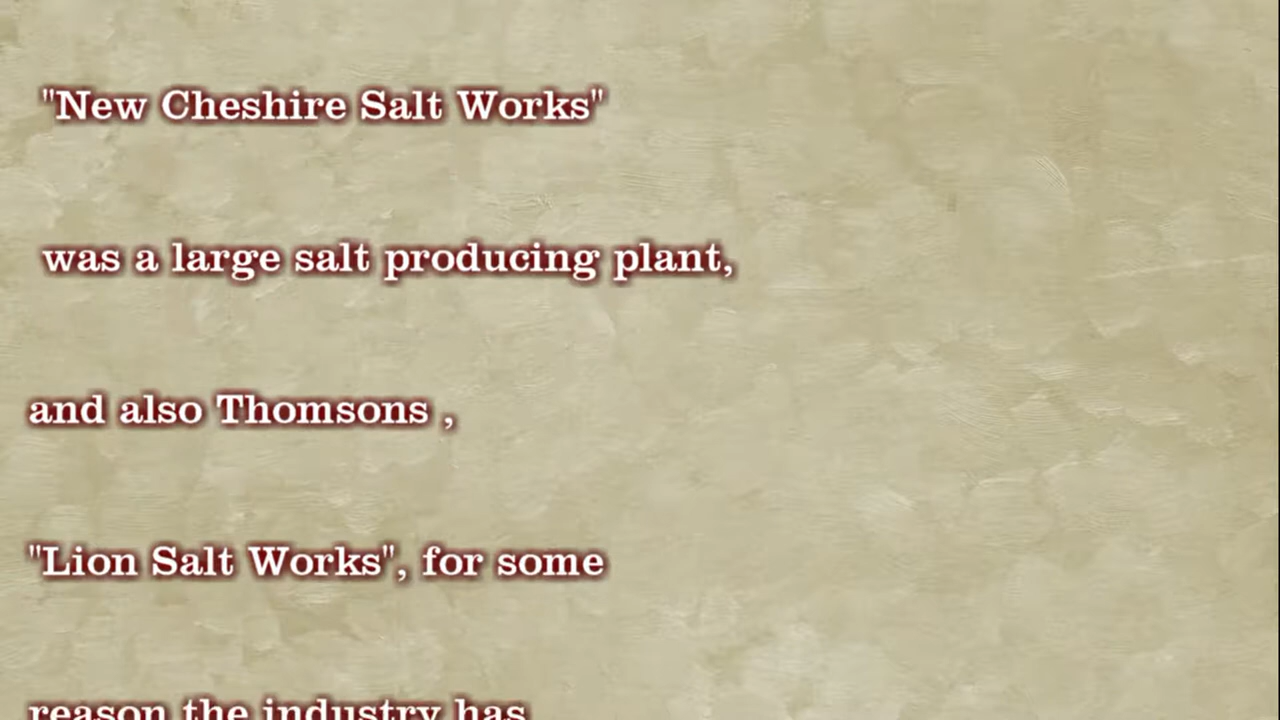 "New Cheshire Salt Works"
was a large salt producing plant,
and also Thomsons ,
"Lion Salt Works", for some
reason the industry has